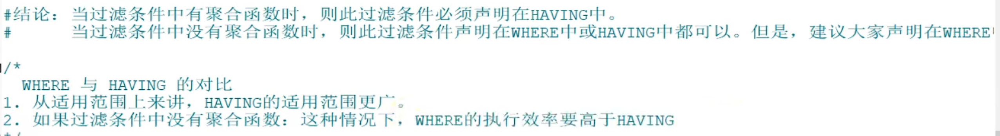 #结论：当过滤条件中有聚合函数时，则此过滤条件必须声明在HAVING中。
#     当过滤条件中没有聚合函数时，则此过滤条件声明在WHERE中或HAVING中都可以。但是，建议大家声明在WHERE
/*
WHERE 与 HAVING 的对比
1. 从适用范围上来讲，HAVING的适用范围更广。
2. 如果过滤条件中没有聚合函数：这种情况下，WHERE的执行效率要高于HAVING
*/